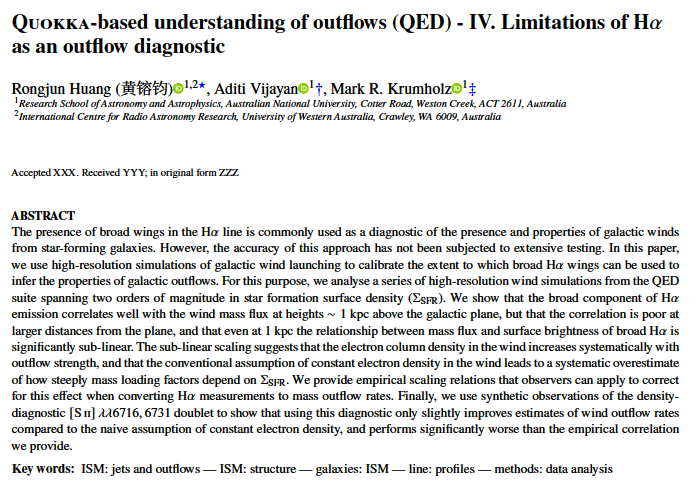 QUOKKA-based understanding of outflows (QED) - IV. Limitations of Hα
as an outflow diagnostic
Rongjun Huang (黄镕钧)1,2★, Aditi Vijayan1†, Mark R. Krumholz1‡
1Research School of Astronomy and Astrophysics, Australian National University, Cotter Road, Weston Creek, ACT 2611, Australia
2International Centre for Radio Astronomy Research, University of Western Australia, Crawley, WA 6009, Australia
Accepted XXX. Received YYY; in original form ZZZ
ABSTRACT
The presence of broad wings in the Hα line is commonly used as a diagnostic of the presence and properties of galactic winds
from star-forming galaxies. However, the accuracy of this approach has not been subjected to extensive testing. In this paper,
we use high-resolution simulations of galactic wind launching to calibrate the extent to which broad Hα wings can be used to
infer the properties of galactic outflows. For this purpose, we analyse a series of high-resolution wind simulations from the QED
suite spanning two orders of magnitude in star formation surface density (ΣSFR). We show that the broad component of Hα
emission correlates well with the wind mass flux at heights ∼ 1 kpc above the galactic plane, but that the correlation is poor at
larger distances from the plane, and that even at 1 kpc the relationship between mass flux and surface brightness of broad Hα is
significantly sub-linear. The sub-linear scaling suggests that the electron column density in the wind increases systematically with
outflow strength, and that the conventional assumption of constant electron density in the wind leads to a systematic overestimate
of how steeply mass loading factors depend on ΣSFR. We provide empirical scaling relations that observers can apply to correct
for this effect when converting Hα measurements to mass outflow rates. Finally, we use synthetic observations of the density-
diagnostic [S II] λλ6716, 6731 doublet to show that using this diagnostic only slightly improves estimates of wind outflow rates
compared to the naive assumption of constant electron density, and performs significantly worse than the empirical correlation
we provide.
Key words: ISM: jets and outflows — ISM: structure — galaxies: ISM — line: profiles — methods: data analysis